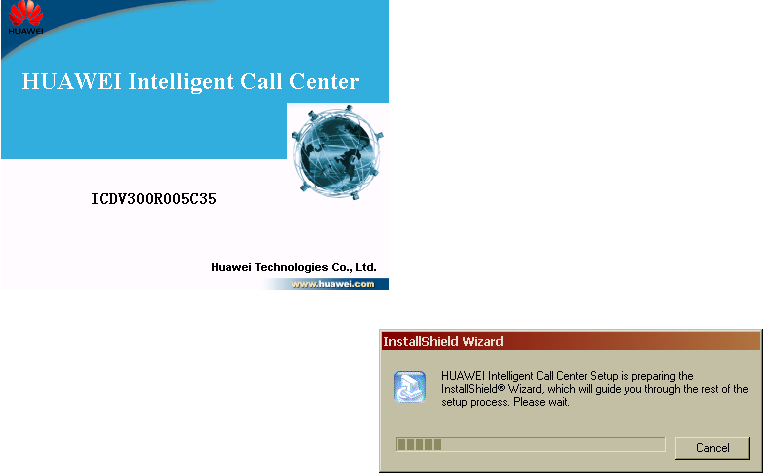 HUAWEI
HUAWEI Intelligent Call Center
ICDV300R005C35
Huawei Technologies Co., Ltd.
www.huawei.com
InstallShield Wizard
HUAWEI Intelligent Call Center Setup is preparing the
InstallShield® Wizard, which will guide you through the rest of the
setup process. Please wait.
Cancel